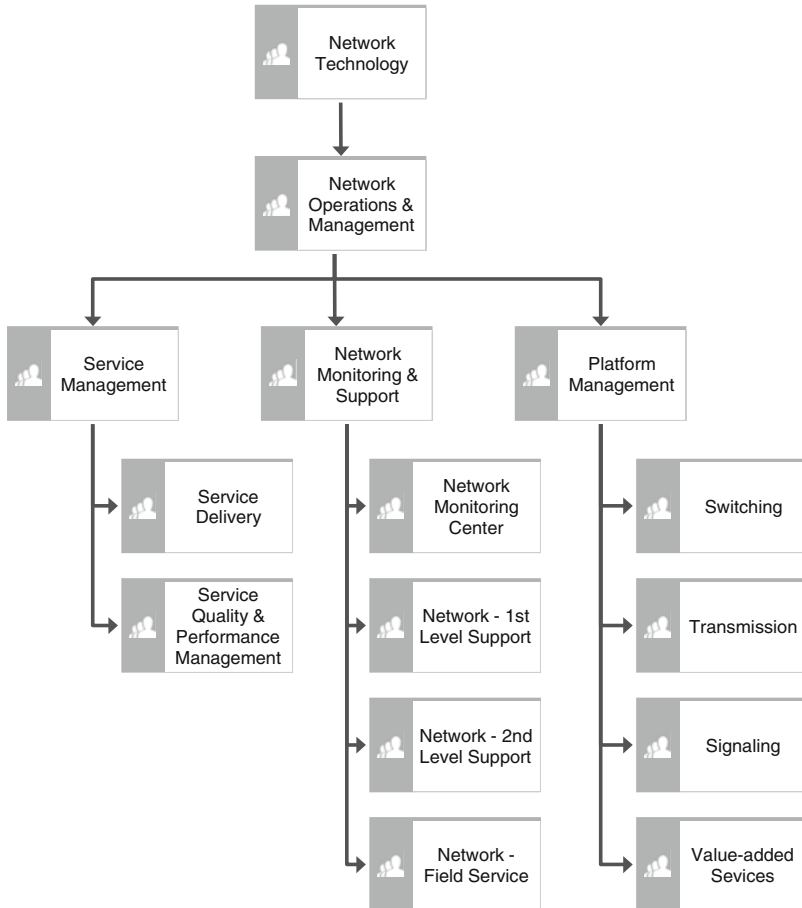 Network
Technology
Network
Operations &
Management
Service
Management
Network
Monitoring &
Support
Platform
Management
Service
Delivery
Network
Monitoring
Center
Switching
Service
Quality &
Performance
Management
Network - 1st
Level Support
Transmission
Network - 2nd
Level Support
Signaling
Network -
Field Service
Value-added
Sevices